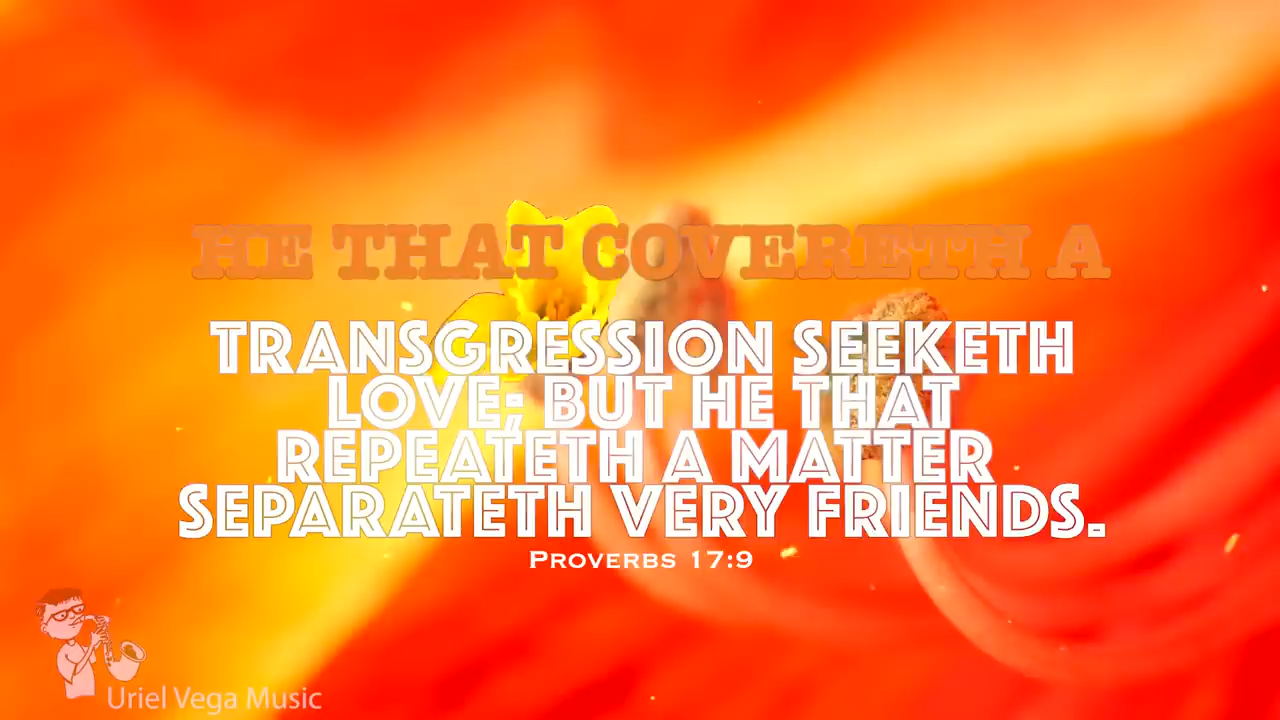 HE THAT COVERETH A
TRANSGRESSION SEEKETH
LOVE; BUT HE THAT
REPEATETH A MATTER
SEPARATETH VERY FRIENDS.
PROVERBS 17:9
Uriel Vega Music